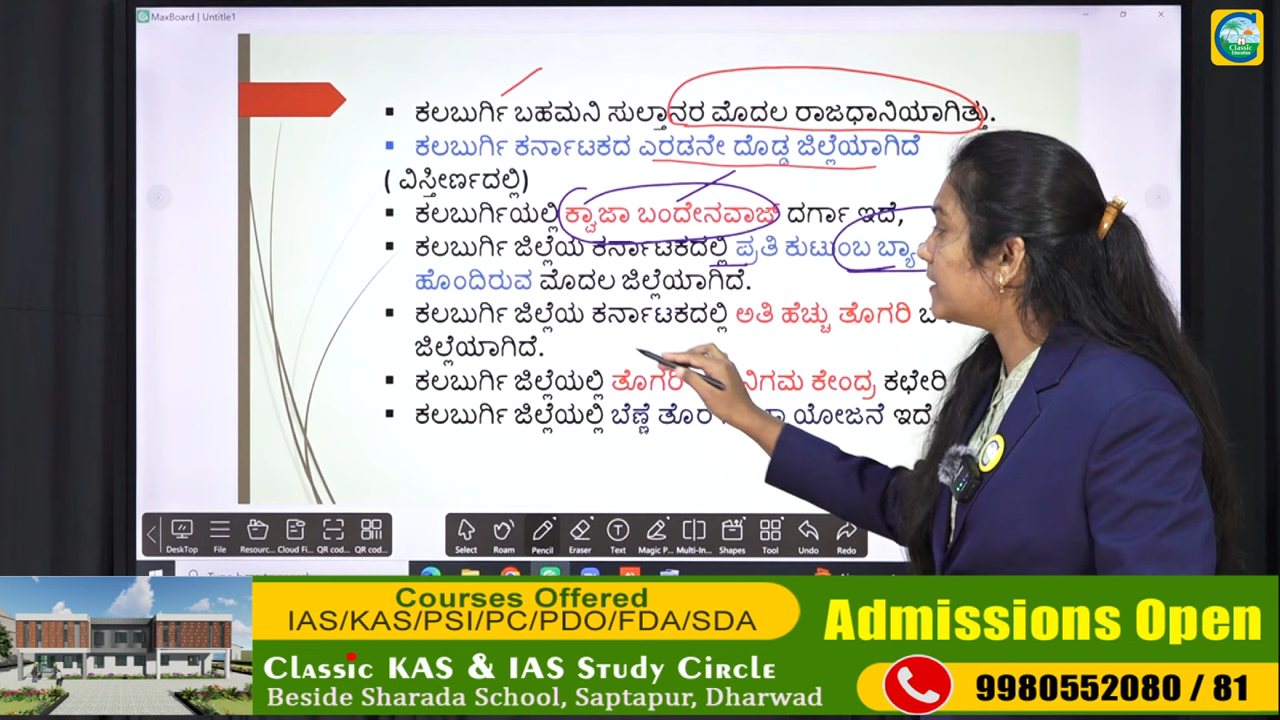 MaxBoard | Untitle1
Classic
Education
ಕಲಬುರ್ಗಿ ಬಹಮನಿ ಸುಲ್ತಾನರ ಮೊದಲ ರಾಜಧಾನಿಯಾಗಿತ್ತು.
ಕಲಬುರ್ಗಿ ಕರ್ನಾಟಕದ ಎರಡನೇ ದೊಡ್ಡ ಜಿಲ್ಲೆಯಾಗಿದೆ
( ವಿಸ್ತೀರ್ಣದಲ್ಲಿ)
ಕಲಬುರ್ಗಿಯಲ್ಲಿ ಕ್ವಾಜಾ ಬಂದೇನವಾಜ್ ದರ್ಗಾ ಇದೆ,
ಕಲಬುರ್ಗಿ ಜಿಲ್ಲೆಯ ಕರ್ನಾಟಕದಲ್ಲಿ ಪ್ರತಿ ಕುಟುಂಬ
ಹೊಂದಿರುವ ಮೊದಲ ಜಿಲ್ಲೆಯಾಗಿದೆ.
ಕಲಬುರ್ಗಿ ಜಿಲ್ಲೆಯ ಕರ್ನಾಟಕದಲ್ಲಿ ಅತಿ ಹೆಚ್ಚು ತೊಗರಿ
ಜಿಲ್ಲೆಯಾಗಿದೆ.
ಕಲಬುರ್ಗಿ ಜಿಲ್ಲೆಯಲ್ಲಿ ತೊಗರಿ ನಿಗಮ ಕೇಂದ್ರ ಕಛೇರಿ
ಕಲಬುರ್ಗಿ ಜಿಲ್ಲೆಯಲ್ಲಿ ಬೆಣ್ಣೆ ಯೋಜನೆ ಇದೆ.
DeskTop File Resourc... Cloud Fi... QR cod... QR cod... Select Roam Pencil Eraser Text Magic P... Multi-In... Shapes Tool Undo Redo
Courses Offered
IAS/KAS/PSI/PC/PDO/FDA/SDA
Classic KAS & IAS Study Circle
Beside Sharada School, Saptapur, Dharwad
Admissions Open
9980552080 / 81